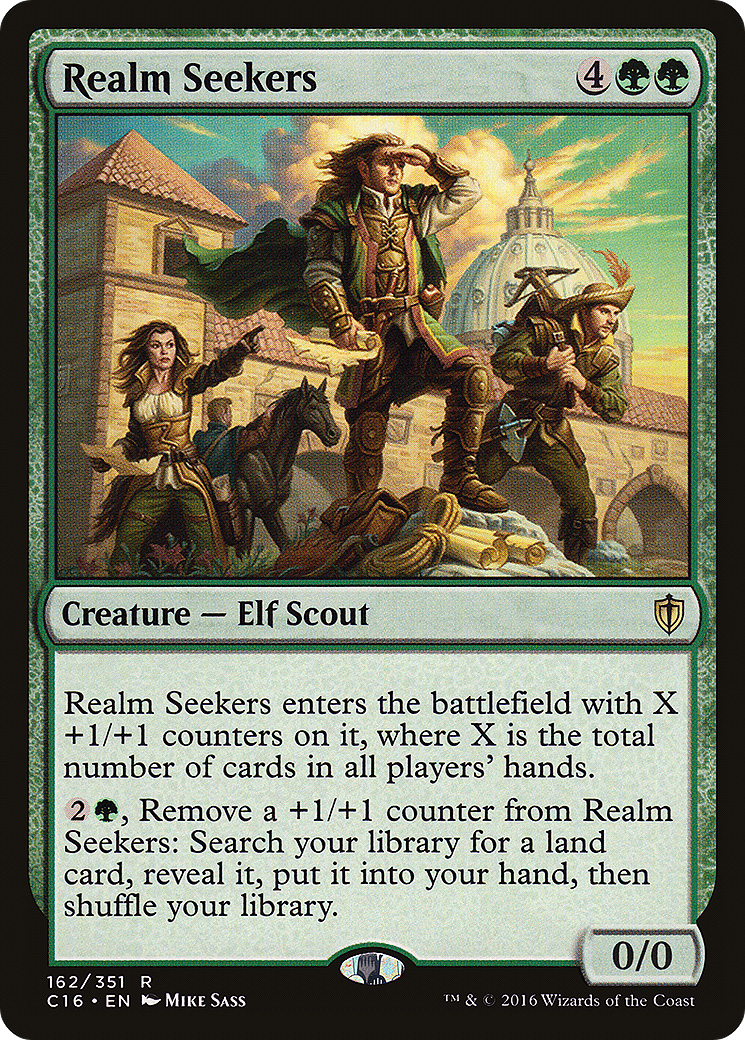 Realm Seekers 4
Creature — Elf Scout
Realm Seekers enters the battlefield with X
+1/+1 counters on it, where X is the total
number of cards in all players’ hands.
2, Remove a +1/+1 counter from Realm
Seekers: Search your library for a land
card, reveal it, put it into your hand, then
shuffle your library.
0/0
162/351 R
C16 • EN Mike Sass
™ & © 2016 Wizards of the Coast